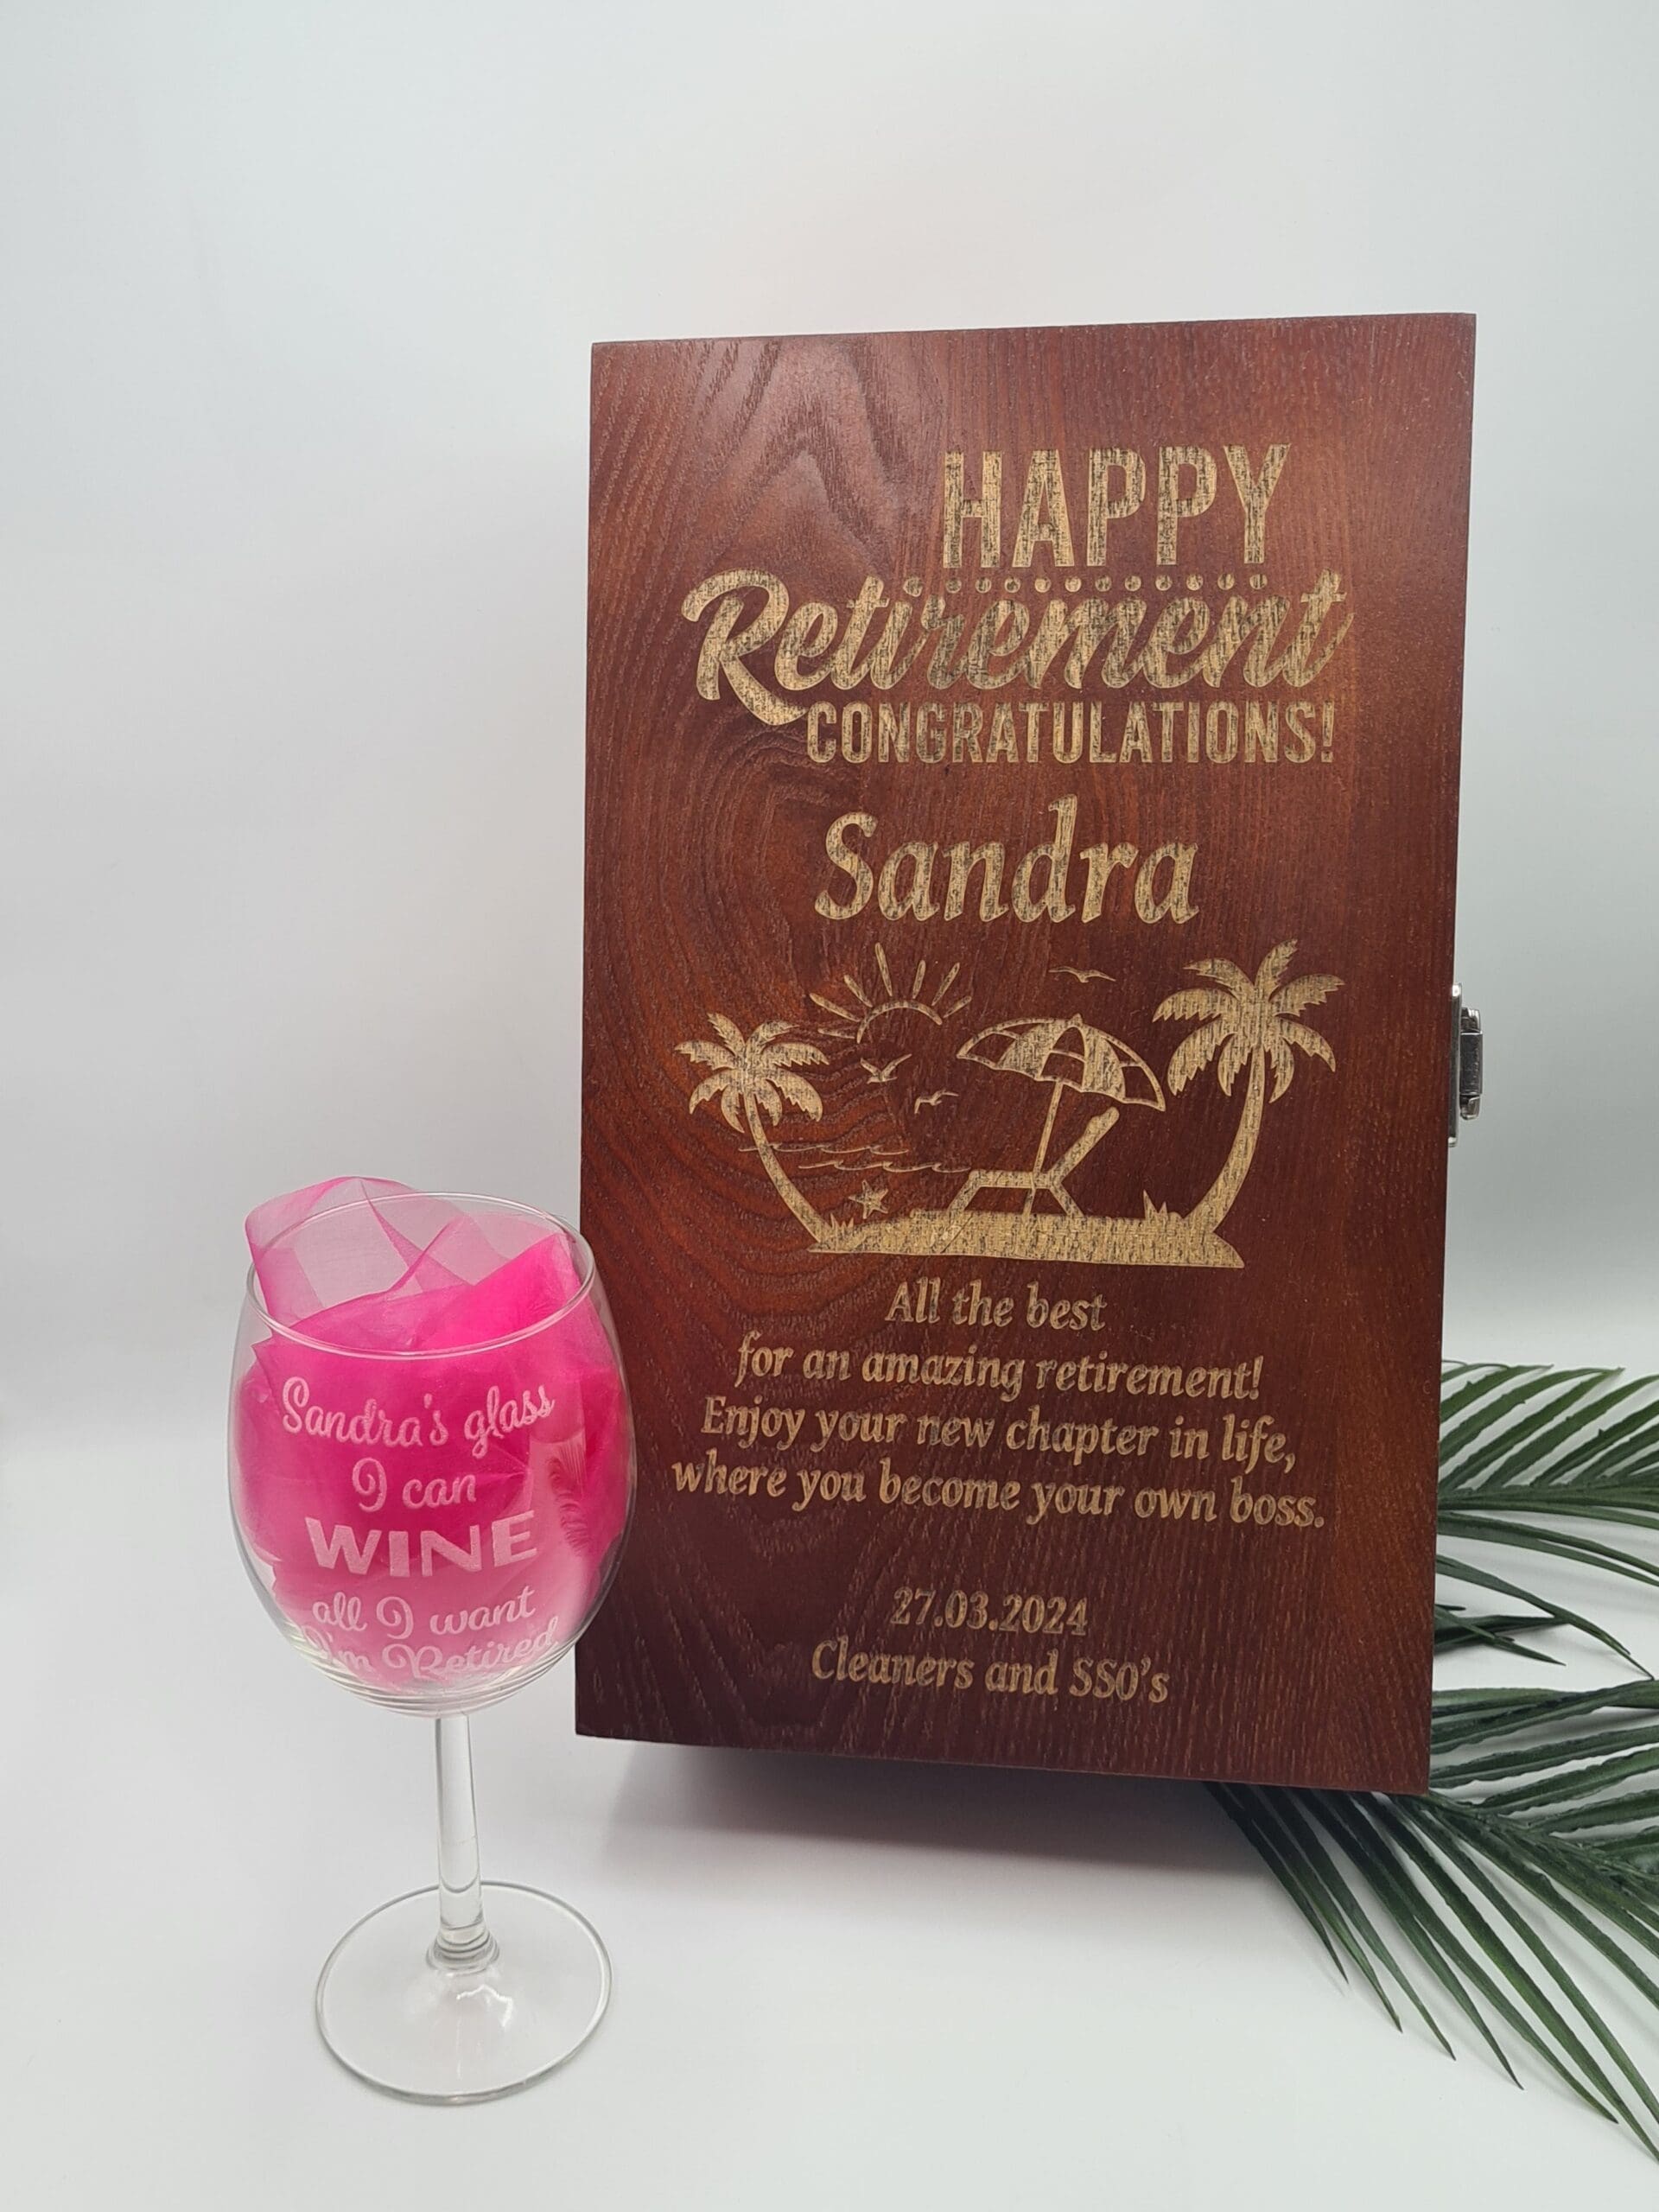 HAPPY
Retirement
CONGRATULATIONS!
Sandra
All the best
for an amazing retirement!
Enjoy your new chapter in life,
where you become your own boss.
27.03.2024
Cleaners and SSO's
Sandra's glass
I can
WINE
all I want
I'm Retired